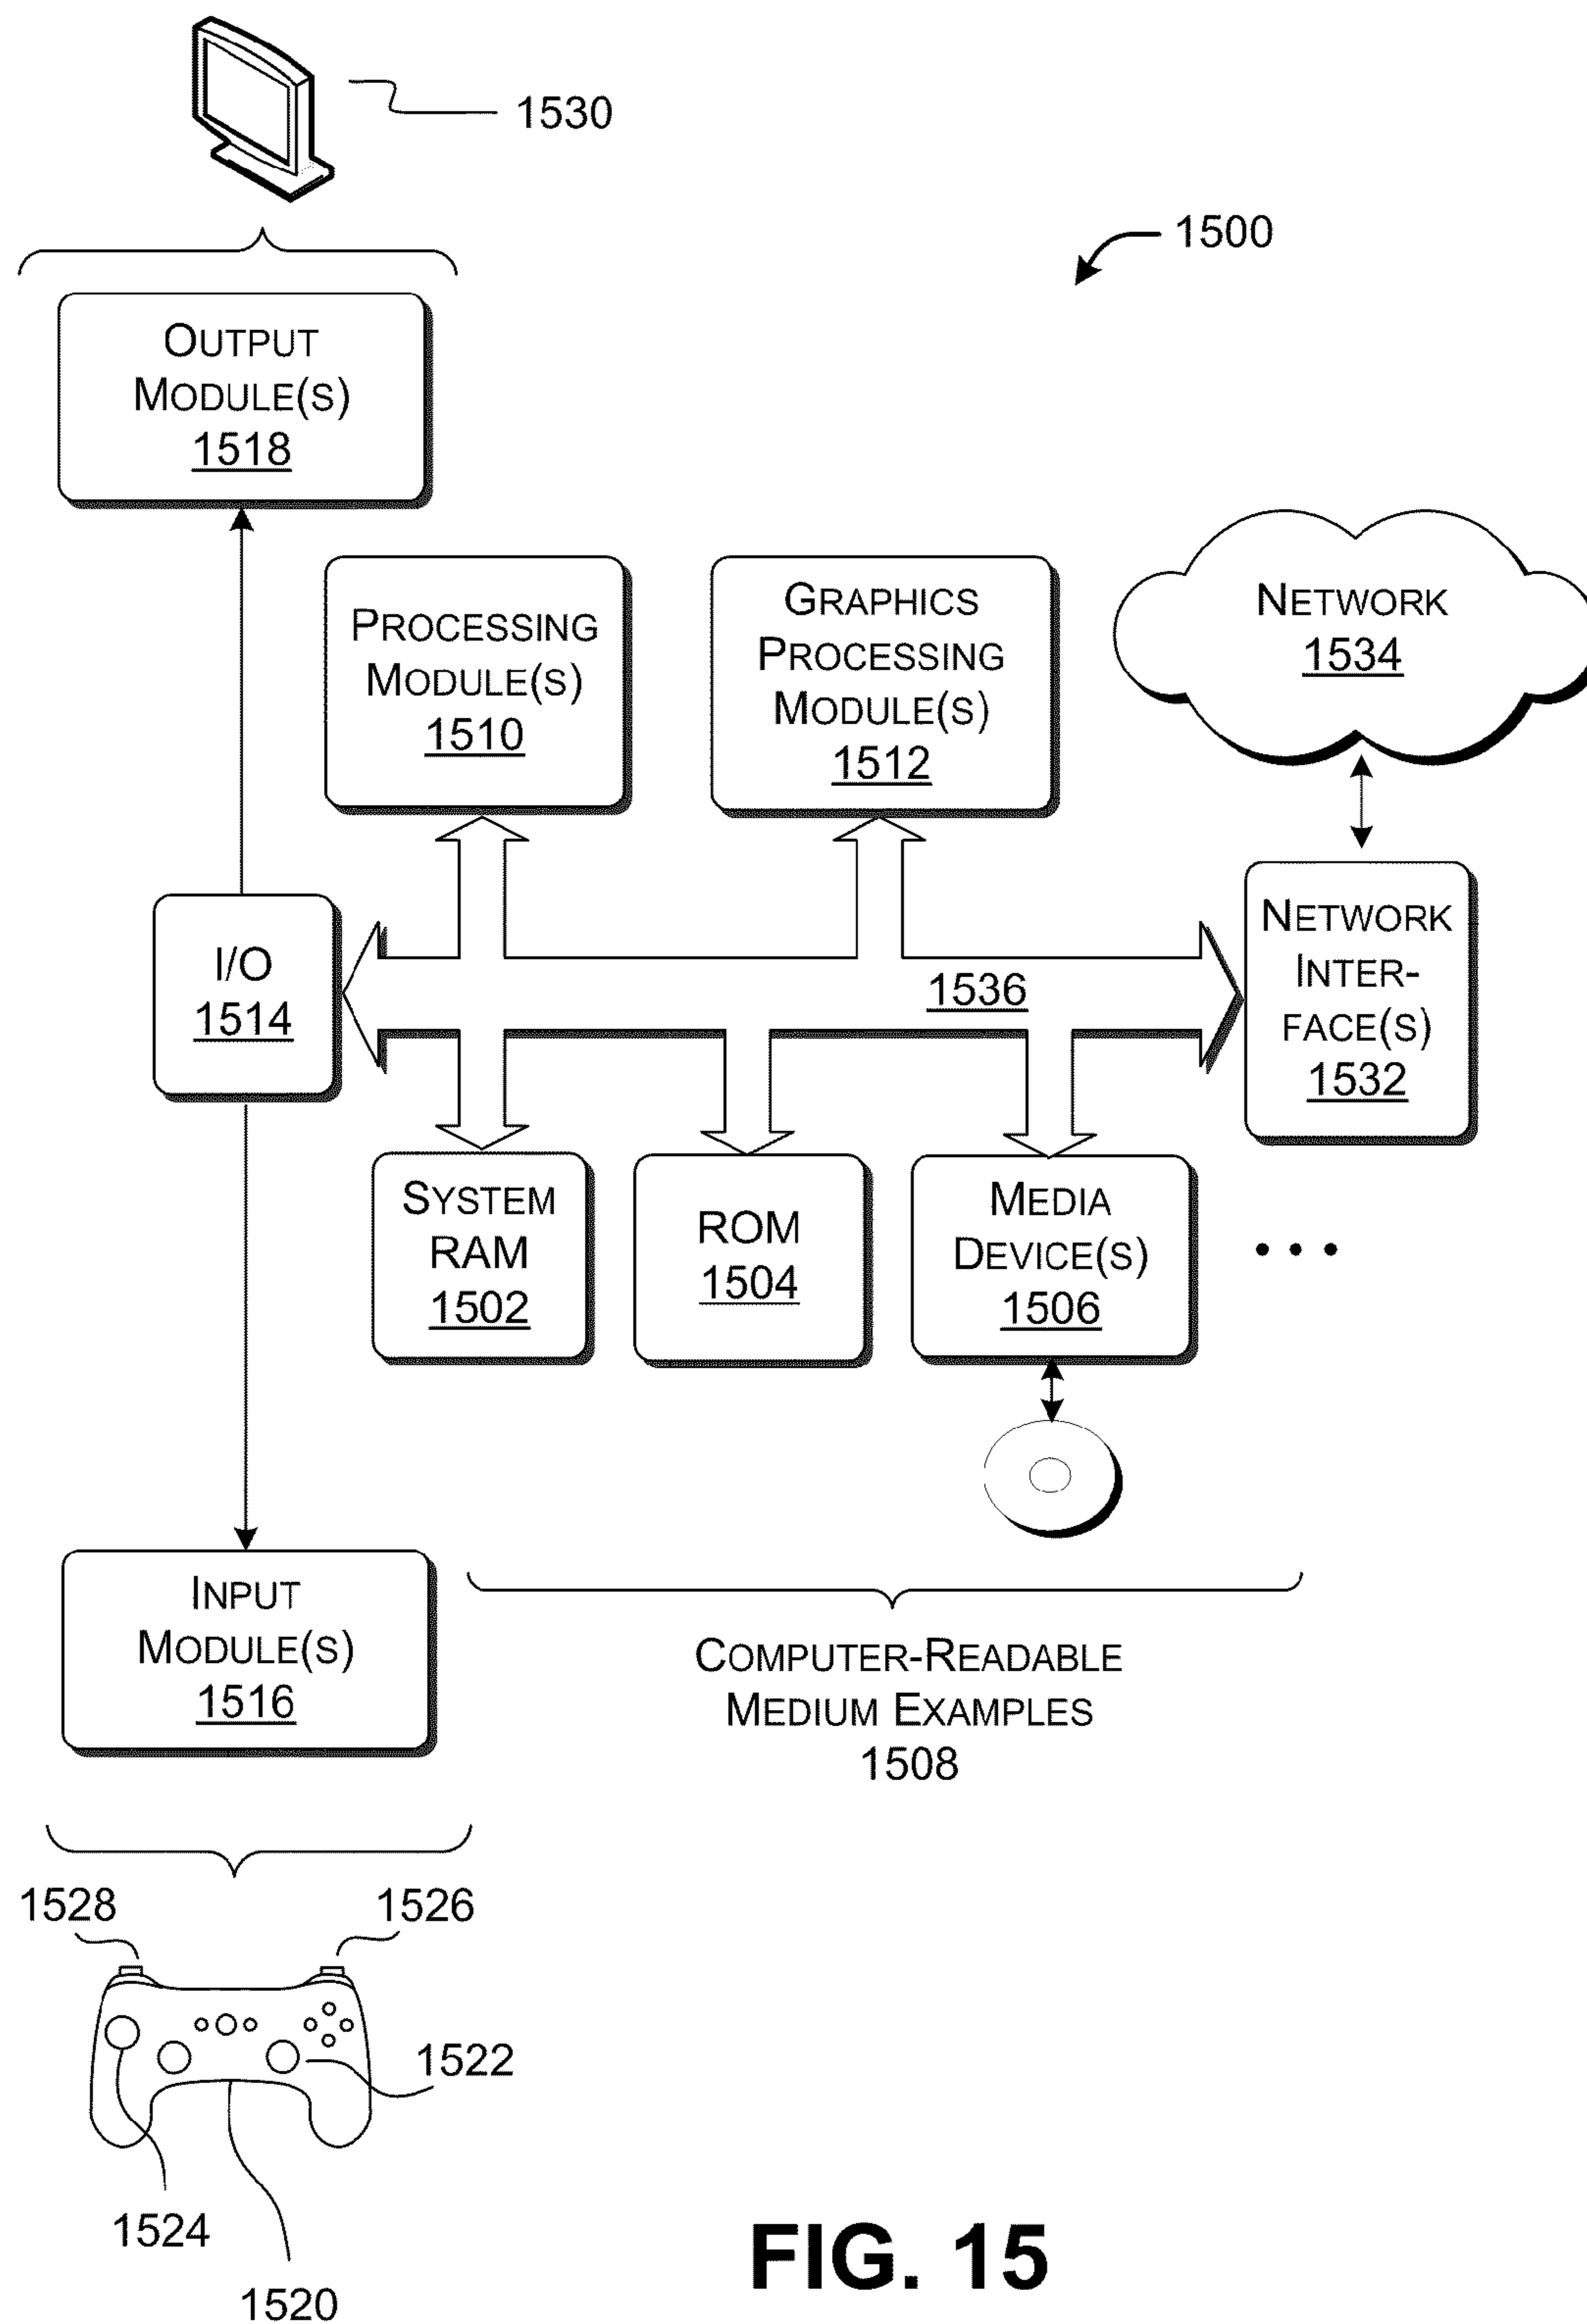 1530
1500
OUTPUT
MODULE(S)
1518
PROCESSING
MODULE(S)
1510
GRAPHICS
PROCESSING
MODULE(S)
1512
NETWORK
1534
I/O
1514
1536
NETWORK
INTER-
FACE(S)
1532
SYSTEM
RAM
1502
ROM
1504
MEDIA
DEVICE(S)
1506
• • •
INPUT
MODULE(S)
1516
COMPUTER-READABLE
MEDIUM EXAMPLES
1508
1528
1526
1522
1524
1520
FIG. 15